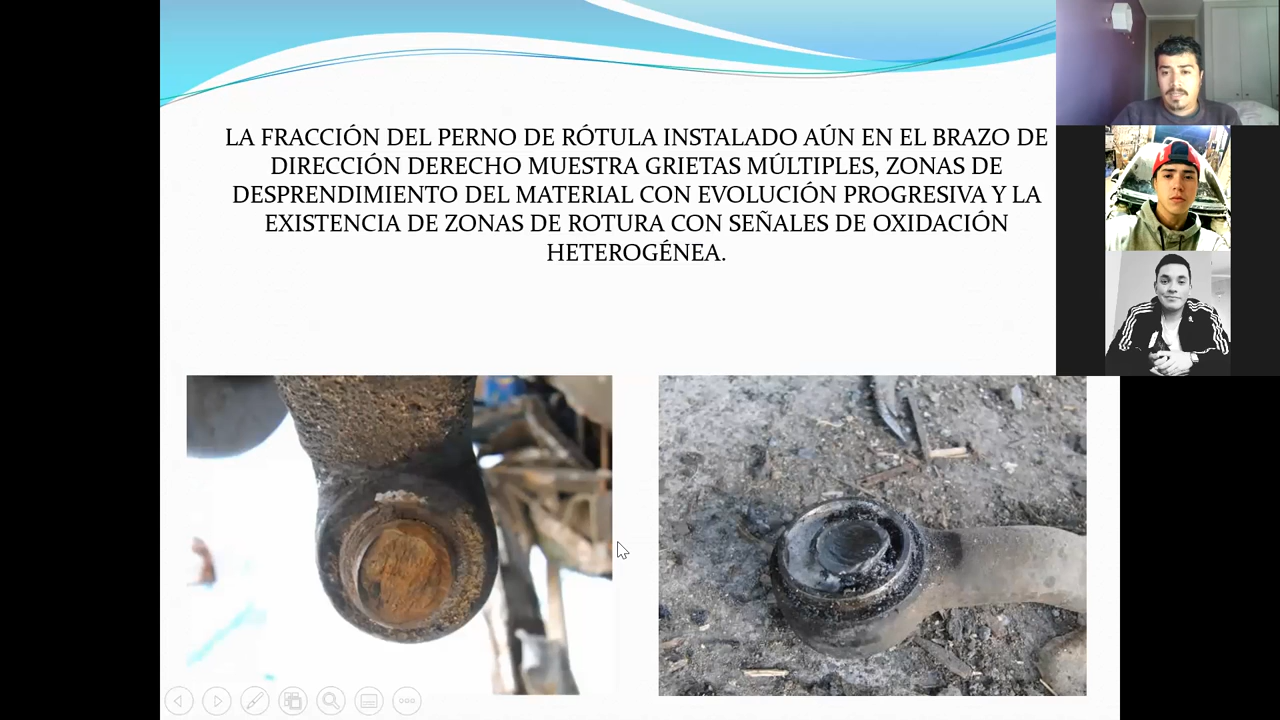 LA FRACCIÓN DEL PERNO DE RÓTULA INSTALADO AÚN EN EL BRAZO DE
DIRECCIÓN DERECHO MUESTRA GRIETAS MÚLTIPLES, ZONAS DE
DESPRENDIMIENTO DEL MATERIAL CON EVOLUCIÓN PROGRESIVA Y LA
EXISTENCIA DE ZONAS DE ROTURA CON SEÑALES DE OXIDACIÓN
HETEROGÉNEA.